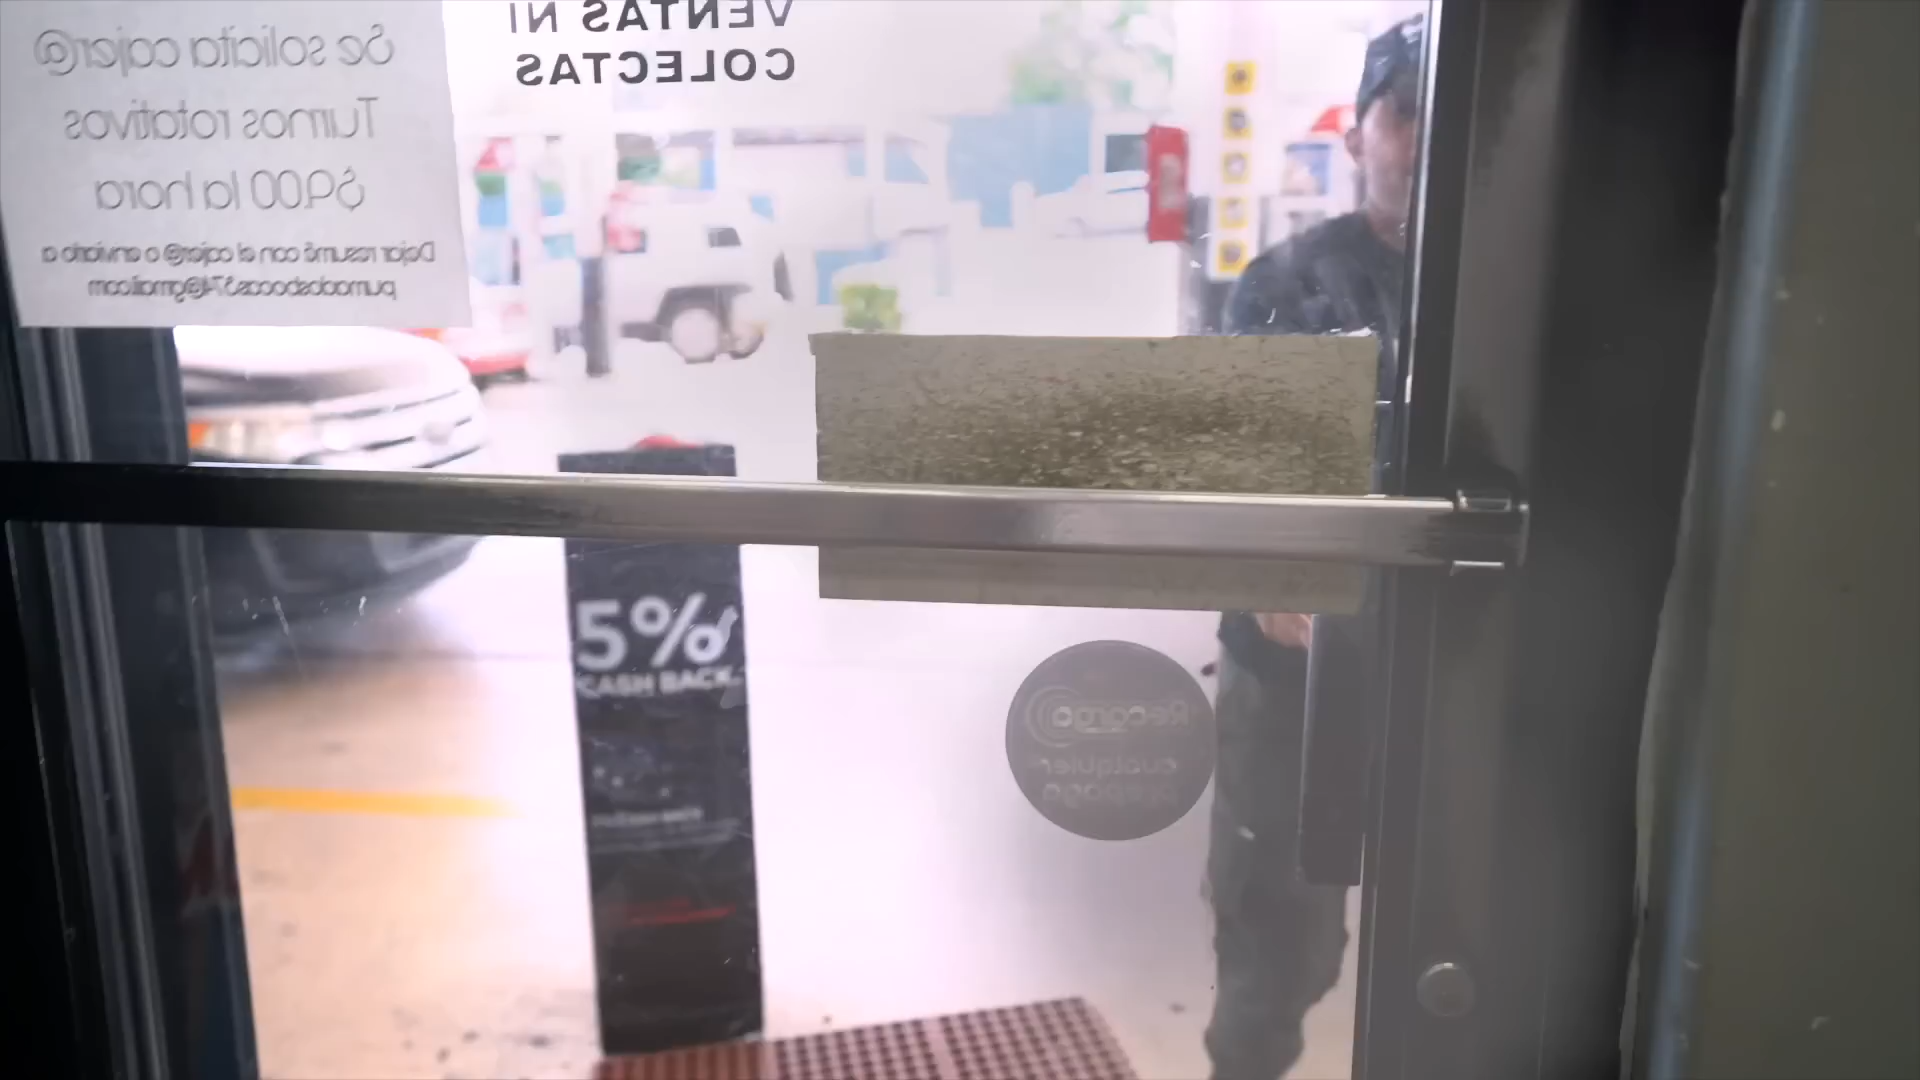 Se solicita cajer@
Turnos rotativos
$9.00 la hora
Dejar resumé con el cajer@ o enviarlo a
VENTAS NI
COLECTAS
5%
CASH BACK
Recarga
cualquier
prepago